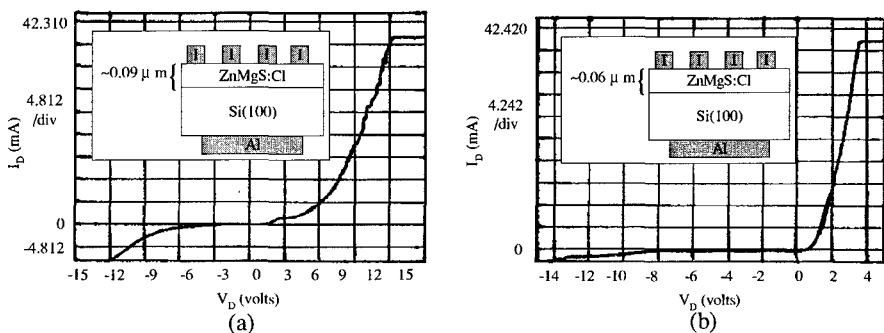 42.310
4.812
/div
I_D (mA)
0
-4.812
-15 -12 -9 -6 -3 0 3 6 9 12 15
V_D (volts)
(a)
~0.09 μ m
I I I I
ZnMgS:Cl
Si(100)
Al
42.420
4.242
/div
I_D (mA)
0
-14 -12 -10 -8 -6 -4 -2 0 2 4
V_D (volts)
(b)
~0.06 μ m
I I I I
ZnMgS:Cl
Si(100)
Al